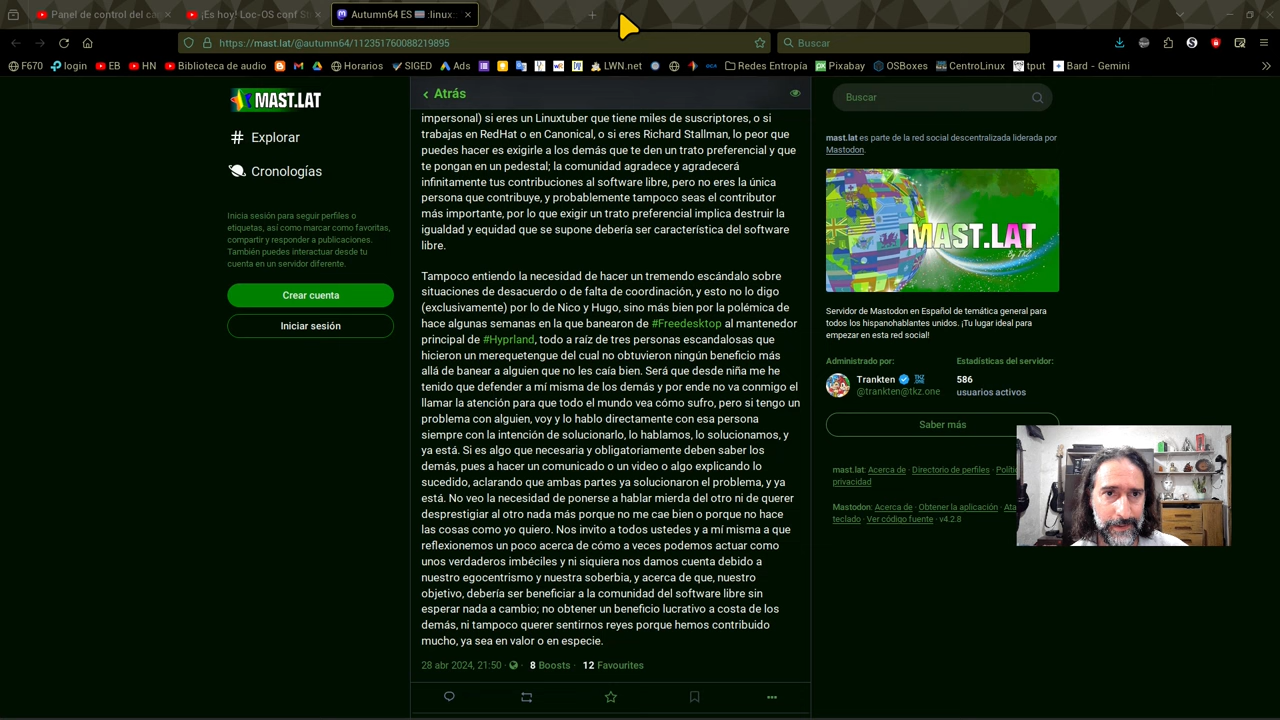 Panel de control del ca
¡Es hoy! Loc-OS conf S
Autumn64 ES :linux:
https://mast.lat/@autumn64/112351760088219895
Buscar
F670
login
EB
HN
Biblioteca de audio
Horarios
SIGED
Ads
LWN.net
Redes Entropía
Pixabay
OSBoxes
CentroLinux
tput
Bard - Gemini
MAST.LAT
Explorar
Cronologías
Inicia sesión para seguir perfiles o
etiquetas, así como marcar como favoritas,
compartir y responder a publicaciones.
También puedes interactuar desde tu
cuenta en un servidor diferente.
Crear cuenta
Iniciar sesión
Atrás
impersonal) si eres un Linuxtuber que tiene miles de suscriptores, o si
trabajas en RedHat o en Canonical, o si eres Richard Stallman, lo peor que
puedes hacer es exigirle a los demás que te den un trato preferencial y que
te pongan en un pedestal; la comunidad agradece y agradecerá
infinitamente tus contribuciones al software libre, pero no eres la única
persona que contribuye, y probablemente tampoco seas el contributor
más importante, por lo que exigir un trato preferencial implica destruir la
igualdad y equidad que se supone debería ser característica del software
libre.
Tampoco entiendo la necesidad de hacer un tremendo escándalo sobre
situaciones de desacuerdo o de falta de coordinación, y esto no lo digo
(exclusivamente) por lo de Nico y Hugo, sino más bien por la polémica de
hace algunas semanas en la que banearon de #Freedesktop al mantenedor
principal de #Hyprland, todo a raíz de tres personas escandalosas que
hicieron un merequetengue del cual no obtuvieron ningún beneficio más
allá de banear a alguien que no les caía bien. Será que desde niña me he
tenido que defender a mí misma de los demás y por ende no va conmigo el
llamar la atención para que todo el mundo vea cómo sufro, pero si tengo un
problema con alguien, voy y lo hablo directamente con esa persona
siempre con la intención de solucionarlo, lo hablamos, lo solucionamos, y
ya está. Si es algo que necesaria y obligatoriamente deben saber los
demás, pues a hacer un comunicado o un video o algo explicando lo
sucedido, aclarando que ambas partes ya solucionaron el problema, y ya
está. No veo la necesidad de ponerse a hablar mierda del otro ni de querer
desprestigiar al otro nada más porque no me cae bien o porque no hace
las cosas como yo quiero. Nos invito a todos ustedes y a mí misma a que
reflexionemos un poco acerca de cómo a veces podemos actuar como
unos verdaderos imbéciles y ni siquiera nos damos cuenta debido a
nuestro egocentrismo y nuestra soberbia, y acerca de que, nuestro
objetivo, debería ser beneficiar a la comunidad del software libre sin
esperar nada a cambio; no obtener un beneficio lucrativo a costa de los
demás, ni tampoco querer sentirnos reyes porque hemos contribuido
mucho, ya sea en valor o en especie.
28 abr 2024, 21:50 · · 8 Boosts · 12 Favourites
Buscar
mast.lat es parte de la red social descentralizada liderada por
Mastodon.
MAST.LAT
By TKZ
Servidor de Mastodon en Español de temática general para
todos los hispanohablantes unidos. ¡Tu lugar ideal para
empezar en esta red social!
Administrado por:
Trankten
@trankten@tkz.one
Estadísticas del servidor:
586
usuarios activos
Saber más
mast.lat: Acerca de · Directorio de perfiles · Políti
privacidad
Mastodon: Acerca de · Obtener la aplicación · Ata
teclado · Ver código fuente · v4.2.8